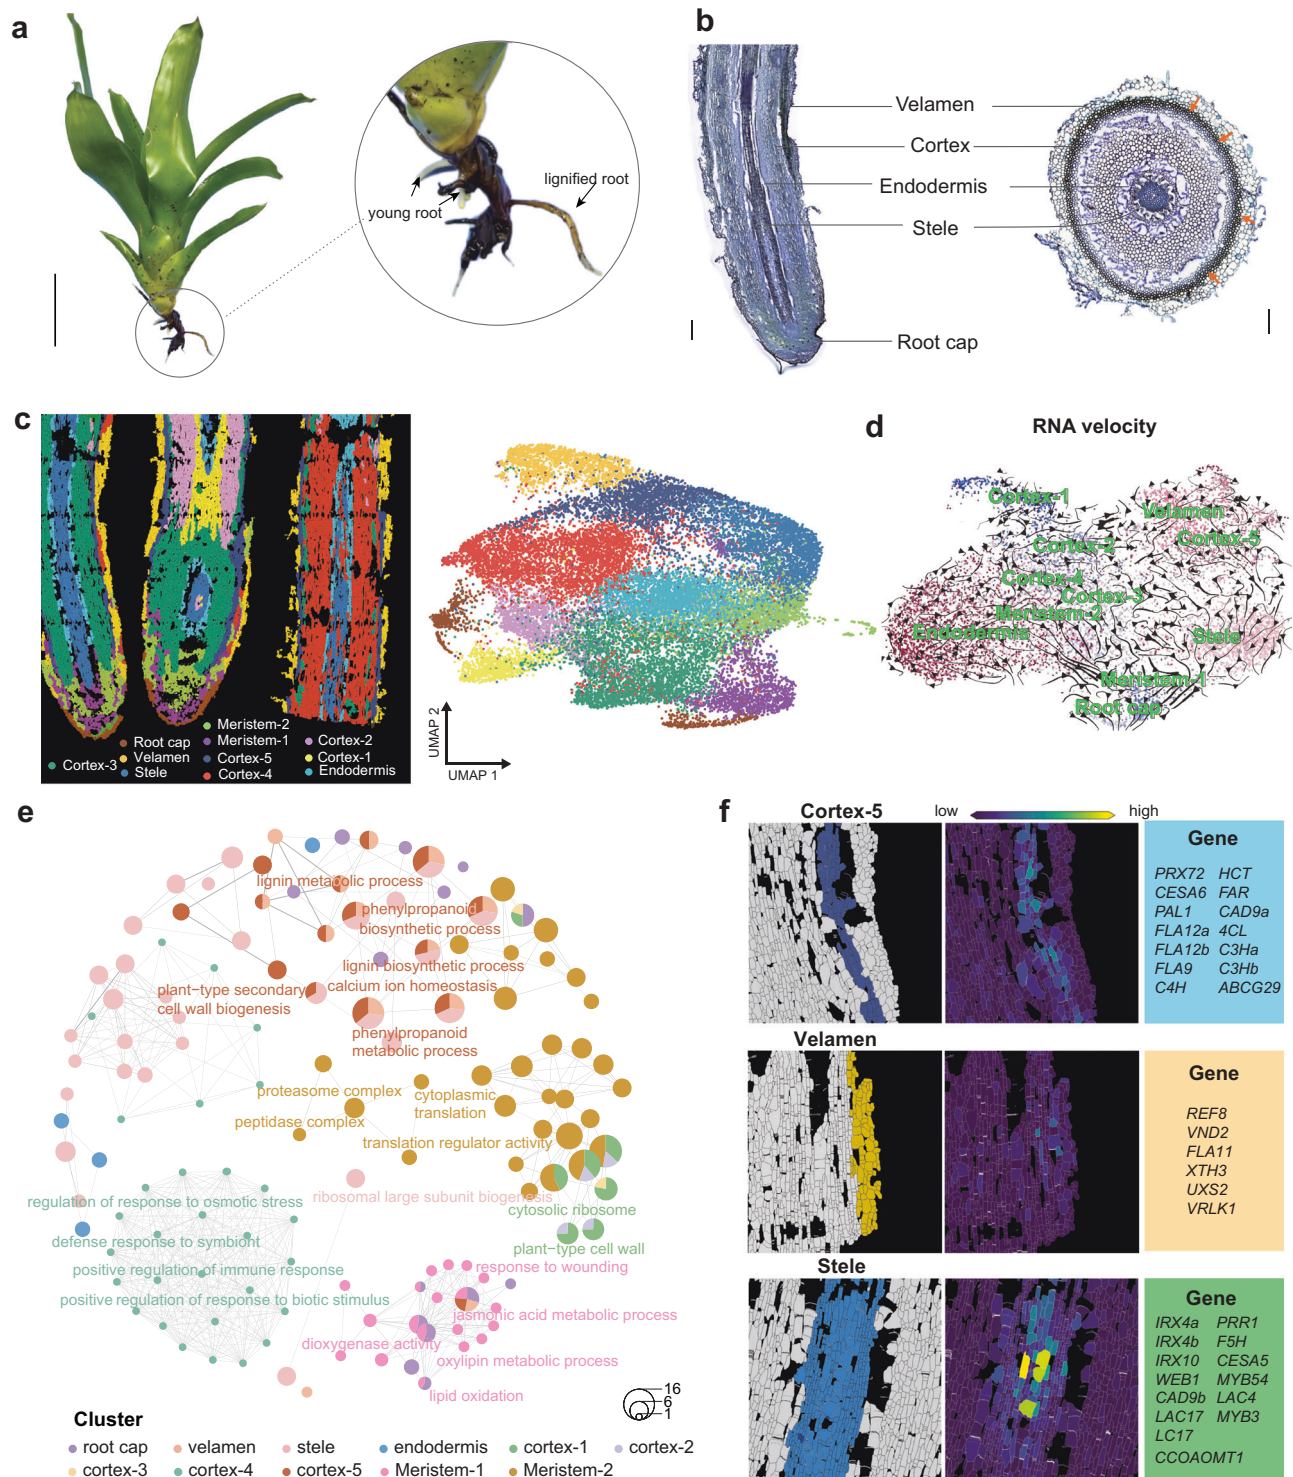 a
young root
lignified root
b
Velamen
Cortex
Endodermis
Stele
Root cap
c
Cortex-3
Root cap
Velamen
Stele
Meristem-2
Meristem-1
Cortex-5
Cortex-4
Cortex-2
Cortex-1
Endodermis
UMAP 2
UMAP 1
d
RNA velocity
Cortex-1
Velamen
Cortex-5
Cortex-2
Cortex-4
Cortex-3
Meristem-2
Endodermis
Stele
Meristem-1
Root cap
e
lignin metabolic process
phenylpropanoid
biosynthetic process
lignin biosynthetic process
calcium ion homeostasis
plant-type secondary
cell wall biogenesis
phenylpropanoid
metabolic process
proteasome complex
peptidase complex
cytoplasmic
translation
translation regulator activity
ribosomal large subunit biogenesis
cytosolic ribosome
plant-type cell wall
regulation of response to osmotic stress
defense response to symbiont
positive regulation of immune response
positive regulation of response to biotic stimulus
response to wounding
jasmonic acid metabolic process
dioxygenase activity
oxylipin metabolic process
lipid oxidation
16
6
1
Cluster
root cap velamen stele endodermis cortex-1 cortex-2
cortex-3 cortex-4 cortex-5 Meristem-1 Meristem-2
f
Cortex-5
low high
Gene
PRX72 HCT
CESA6 FAR
PAL1 CAD9a
FLA12a 4CL
FLA12b C3Ha
FLA9 C3Hb
C4H ABCG29
Velamen
Gene
REF8
VND2
FLA11
XTH3
UXS2
VRLK1
Stele
Gene
IRX4a PRR1
IRX4b F5H
IRX10 CESA5
WEB1 MYB54
CAD9b LAC4
LAC17 MYB3
LC17
CCOAOMT1